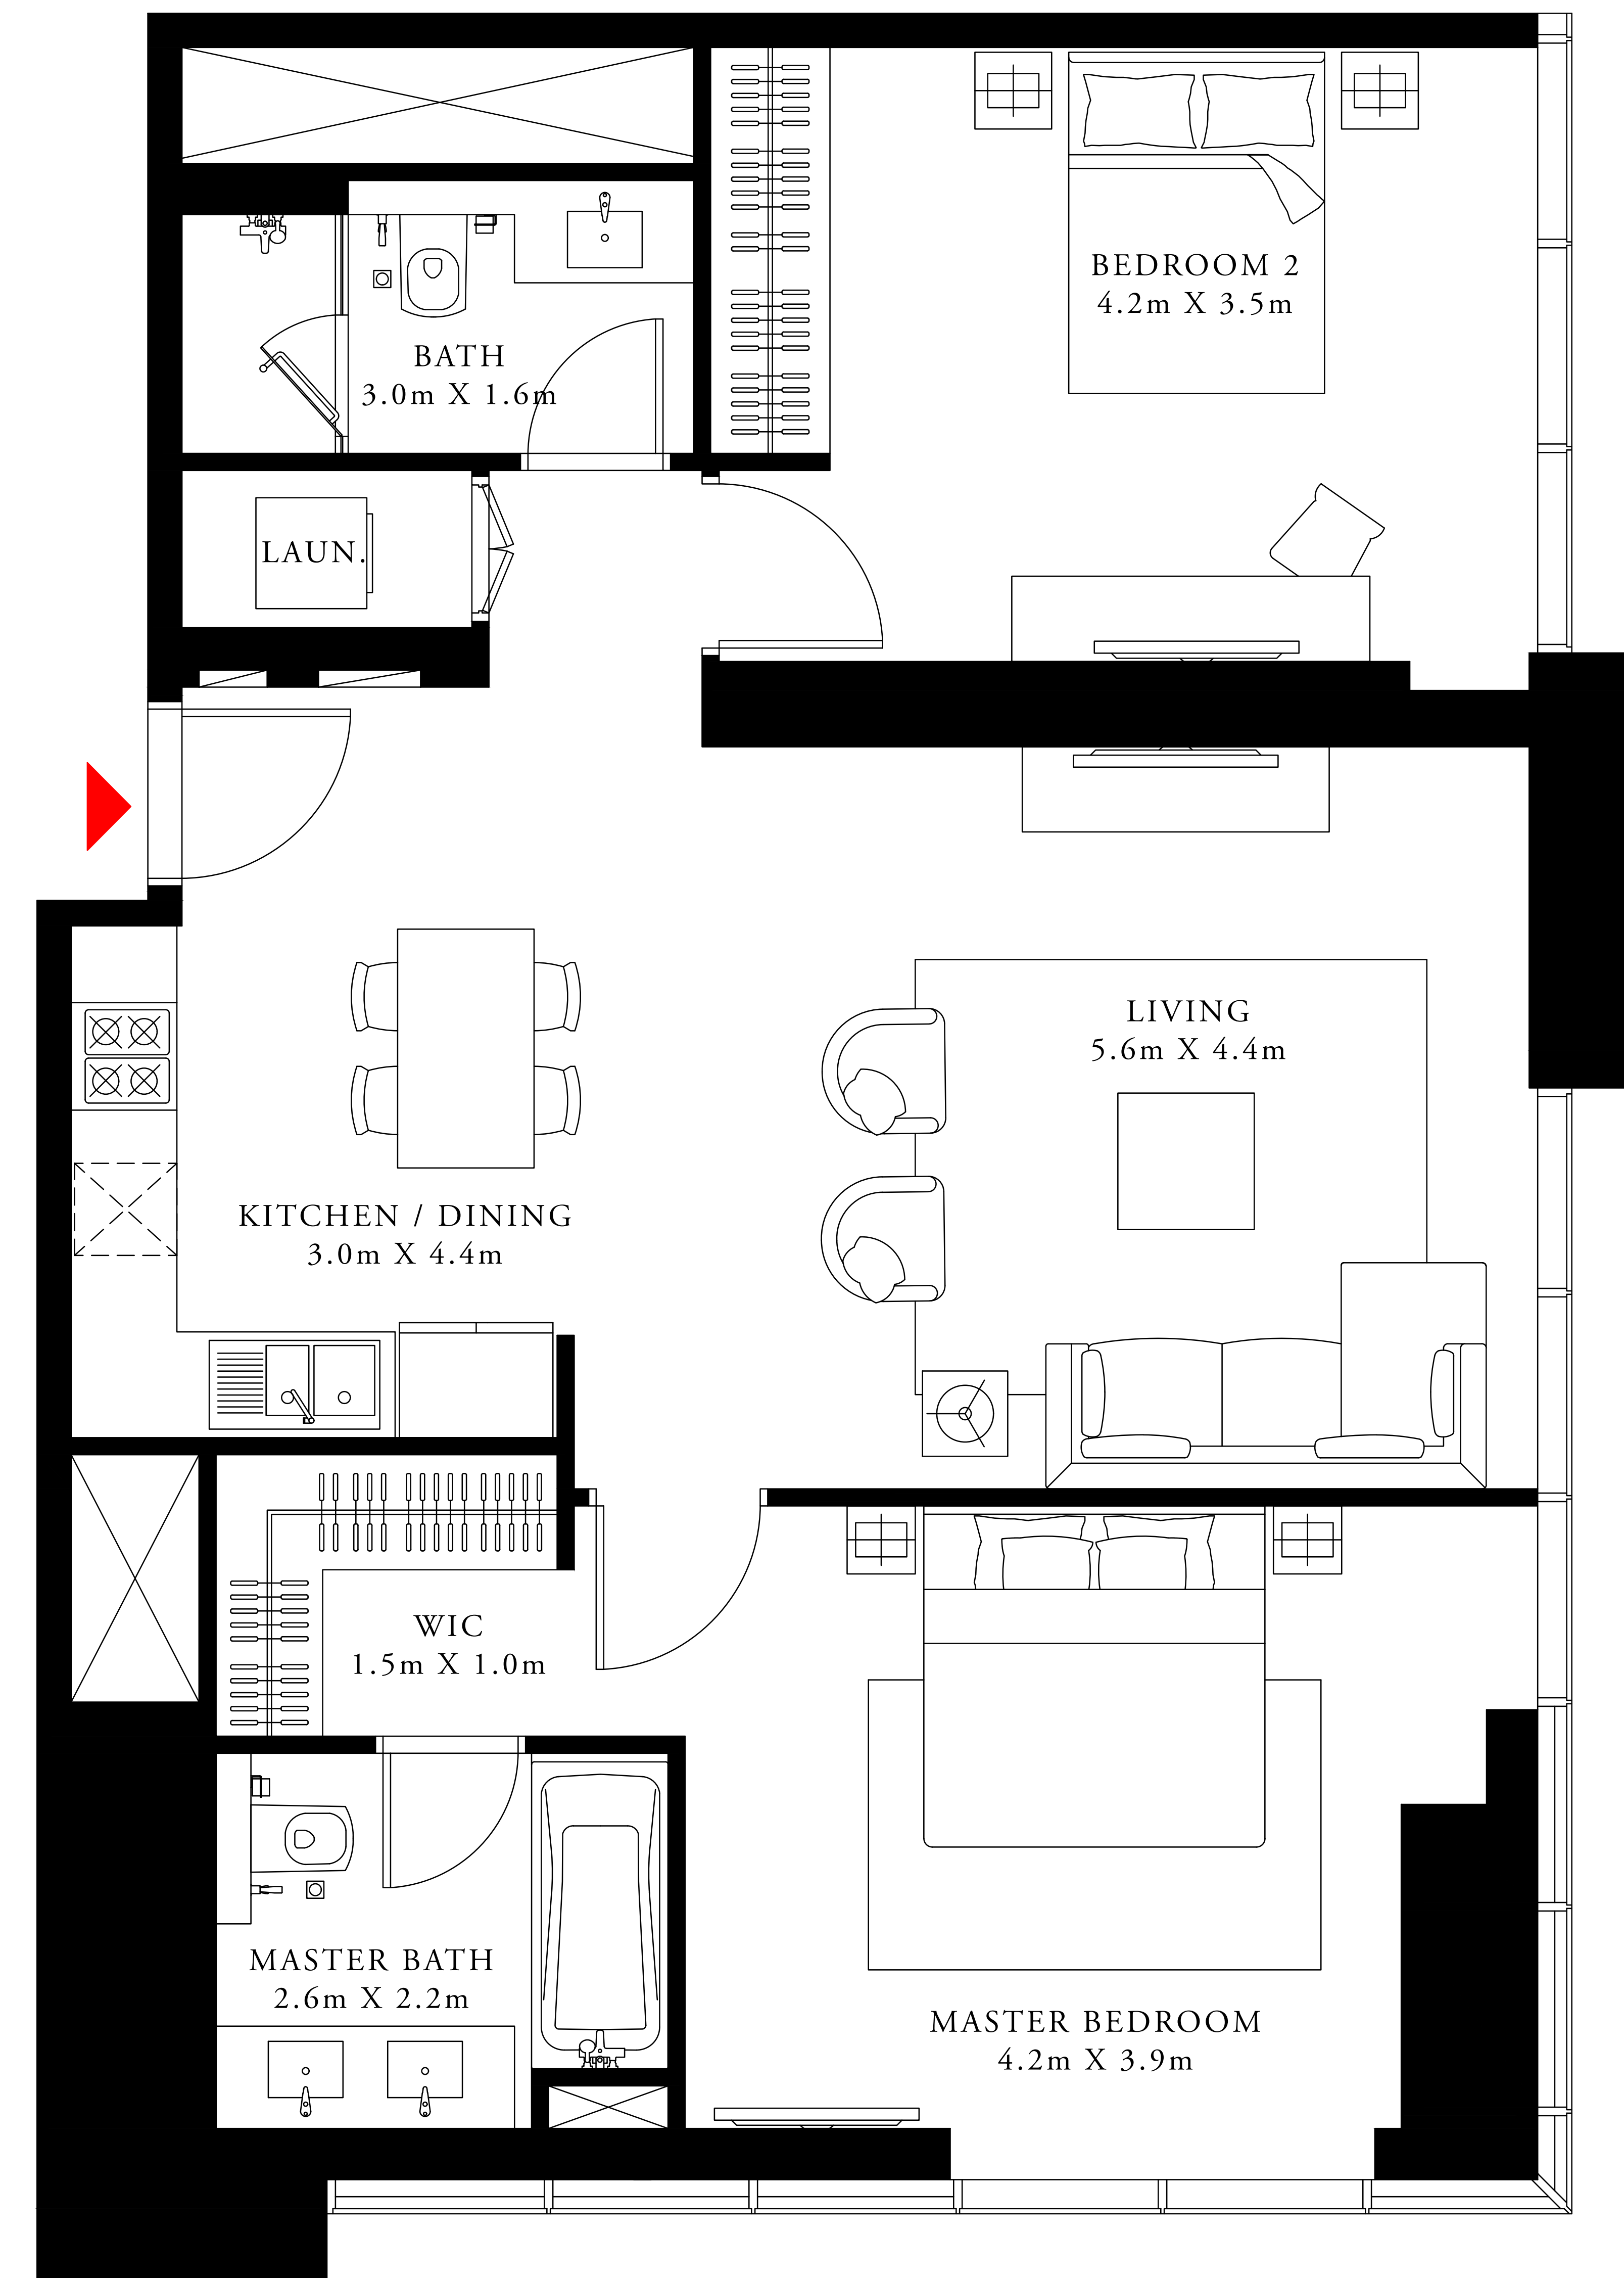 BEDROOM 2
4.2m X 3.5m
BATH
3.0m X 1.6m
LAUN.
LIVING
5.6m X 4.4m
KITCHEN / DINING
3.0m X 4.4m
WIC
1.5m X 1.0m
MASTER BATH
2.6m X 2.2m
MASTER BEDROOM
4.2m X 3.9m